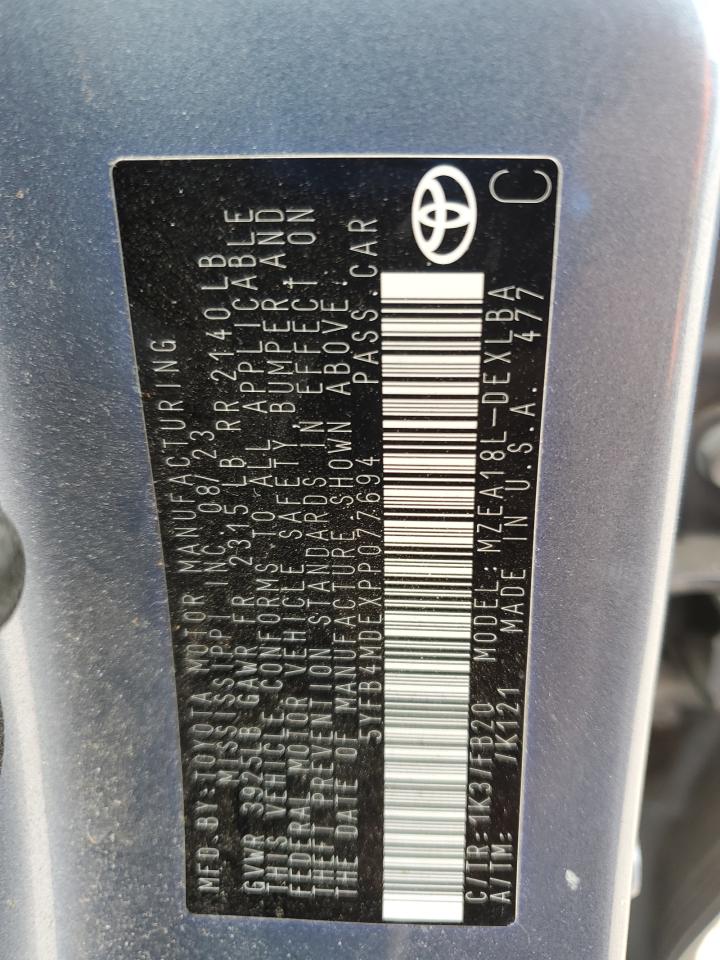 MFD.BY:TOYOTA MOTOR MANUFACTURING
MISSISSIPPI INC 08/23
GVWR 3925LB GAWR FR 2315LB RR 2140LB
THIS VEHICLE CONFORMS TO ALL APPLICABLE
FEDERAL MOTOR VEHICLE SAFETY BUMPER AND
THEFT PREVENTION STANDARDS IN EFFECT ON
THE DATE OF MANUFACTURE SHOWN ABOVE.
5YFB4MDEXPP077694 PASS.CAR
C/TR:1K3/FB20 MODEL:MZEA18L-DEXLBA
A/TM: /K121 MADE IN U.S.A. 477
C